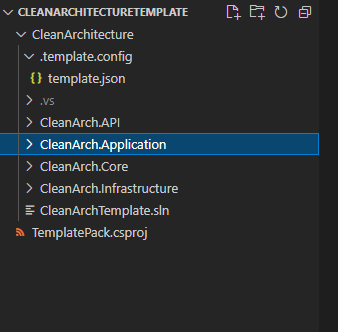 CLEANARCHITECTURETEMPLATE
CleanArchitecture
.template.config
{} template.json
.vs
CleanArch.API
CleanArch.Application
CleanArch.Core
CleanArch.Infrastructure
CleanArchTemplate.sln
TemplatePack.csproj